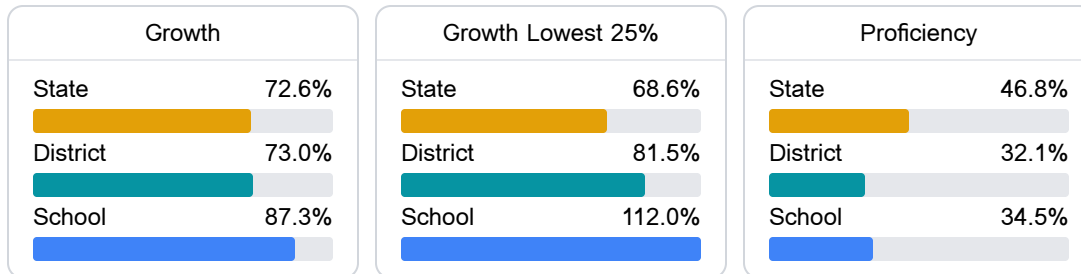 Growth
State 72.6%
District 73.0%
School 87.3%
Growth Lowest 25%
State 68.6%
District 81.5%
School 112.0%
Proficiency
State 46.8%
District 32.1%
School 34.5%